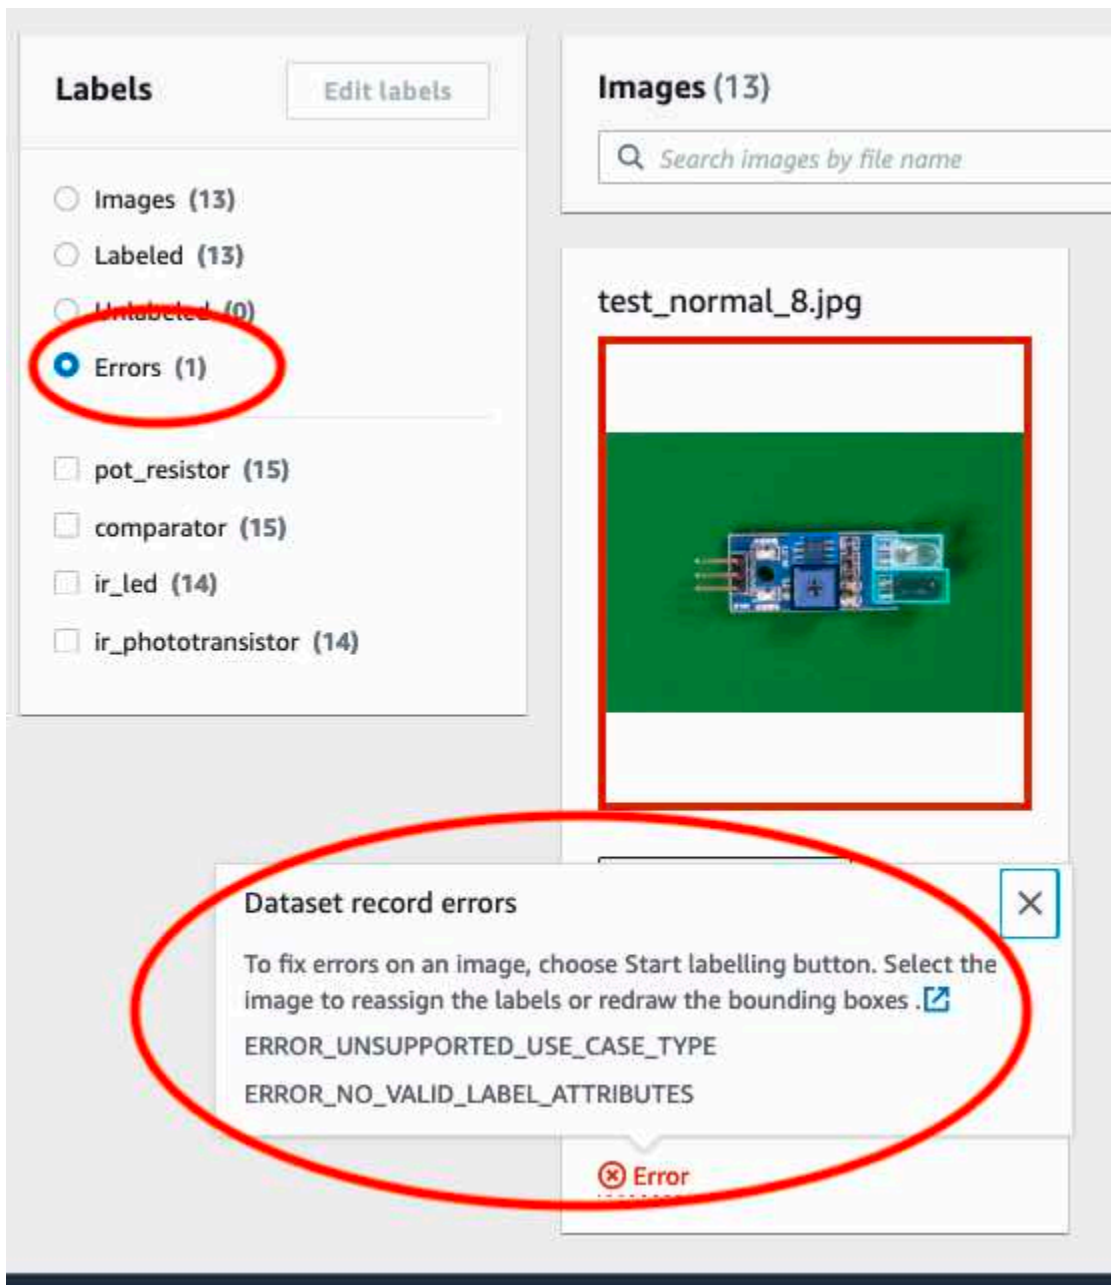 Labels
Edit labels
Images (13)
Labeled (13)
Unlabeled (0)
Errors (1)
pot_resistor (15)
comparator (15)
ir_led (14)
ir_phototransistor (14)
Images (13)
Search images by file name
test_normal_8.jpg
Dataset record errors
To fix errors on an image, choose Start labelling button. Select the
image to reassign the labels or redraw the bounding boxes .
ERROR_UNSUPPORTED_USE_CASE_TYPE
ERROR_NO_VALID_LABEL_ATTRIBUTES
Error